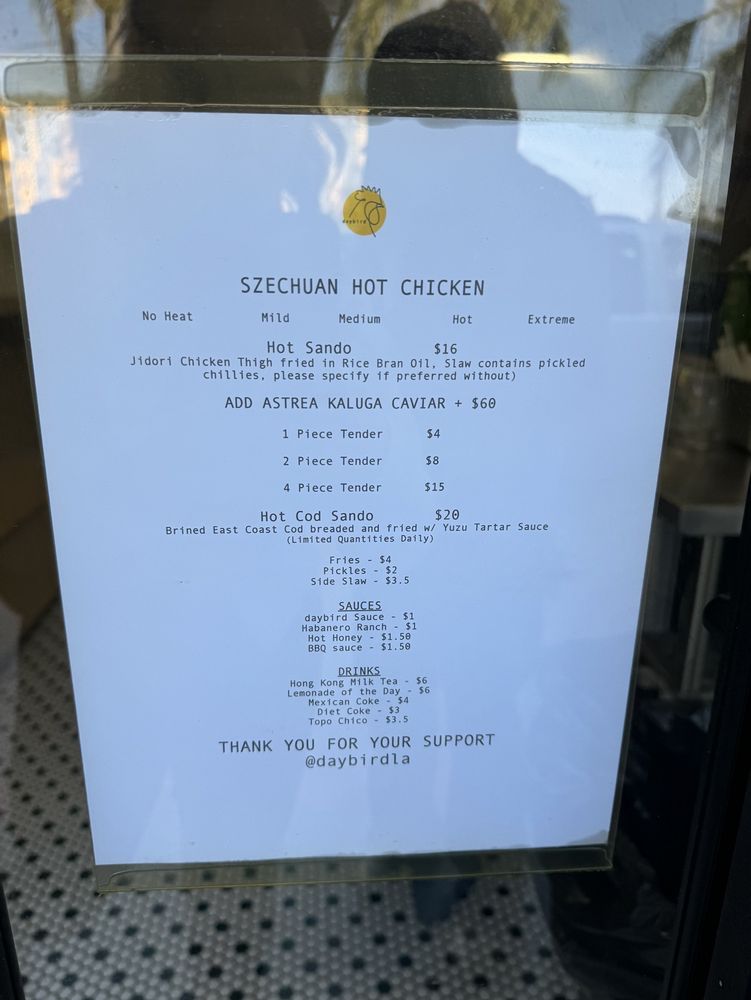 daybird
SZECHUAN HOT CHICKEN
No Heat Mild Medium Hot Extreme
Hot Sando $16
Jidori Chicken Thigh fried in Rice Bran Oil, Slaw contains pickled
chillies, please specify if preferred without)
ADD ASTREA KALUGA CAVIAR + $60
1 Piece Tender $4
2 Piece Tender $8
4 Piece Tender $15
Hot Cod Sando $20
Brined East Coast Cod breaded and fried w/ Yuzu Tartar Sauce
(Limited Quantities Daily)
Fries - $4
Pickles - $2
Side Slaw - $3.5
SAUCES
daybird Sauce - $1
Habanero Ranch - $1
Hot Honey - $1.50
BBQ sauce - $1.50
DRINKS
Hong Kong Milk Tea - $6
Lemonade of the Day - $6
Mexican Coke - $4
Diet Coke - $3
Topo Chico - $3.5
THANK YOU FOR YOUR SUPPORT
@daybirdla